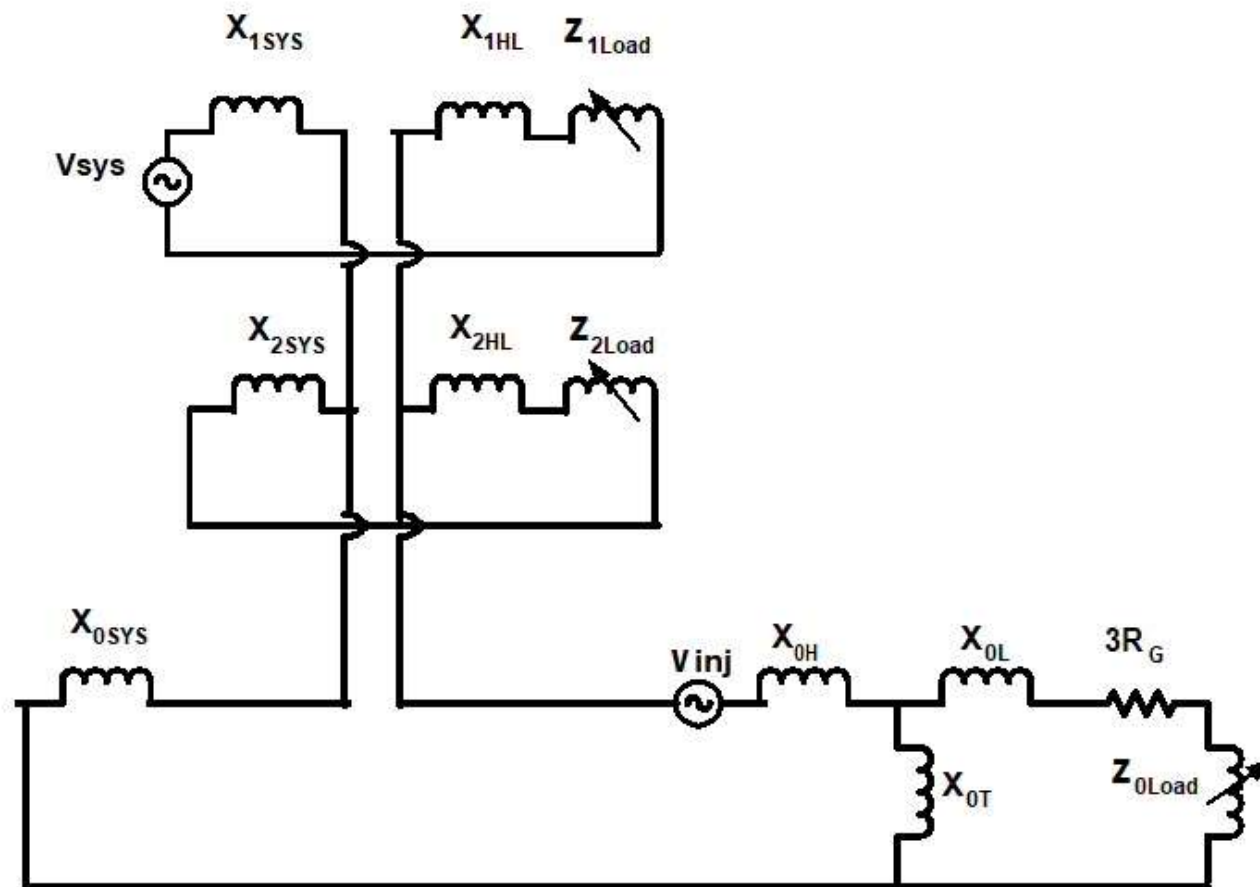 X1SYS
X1HL
Z1Load
Vsys
X2SYS
X2HL
Z2Load
X0SYS
Vinj
X0H
X0L
3RG
X0T
Z0Load